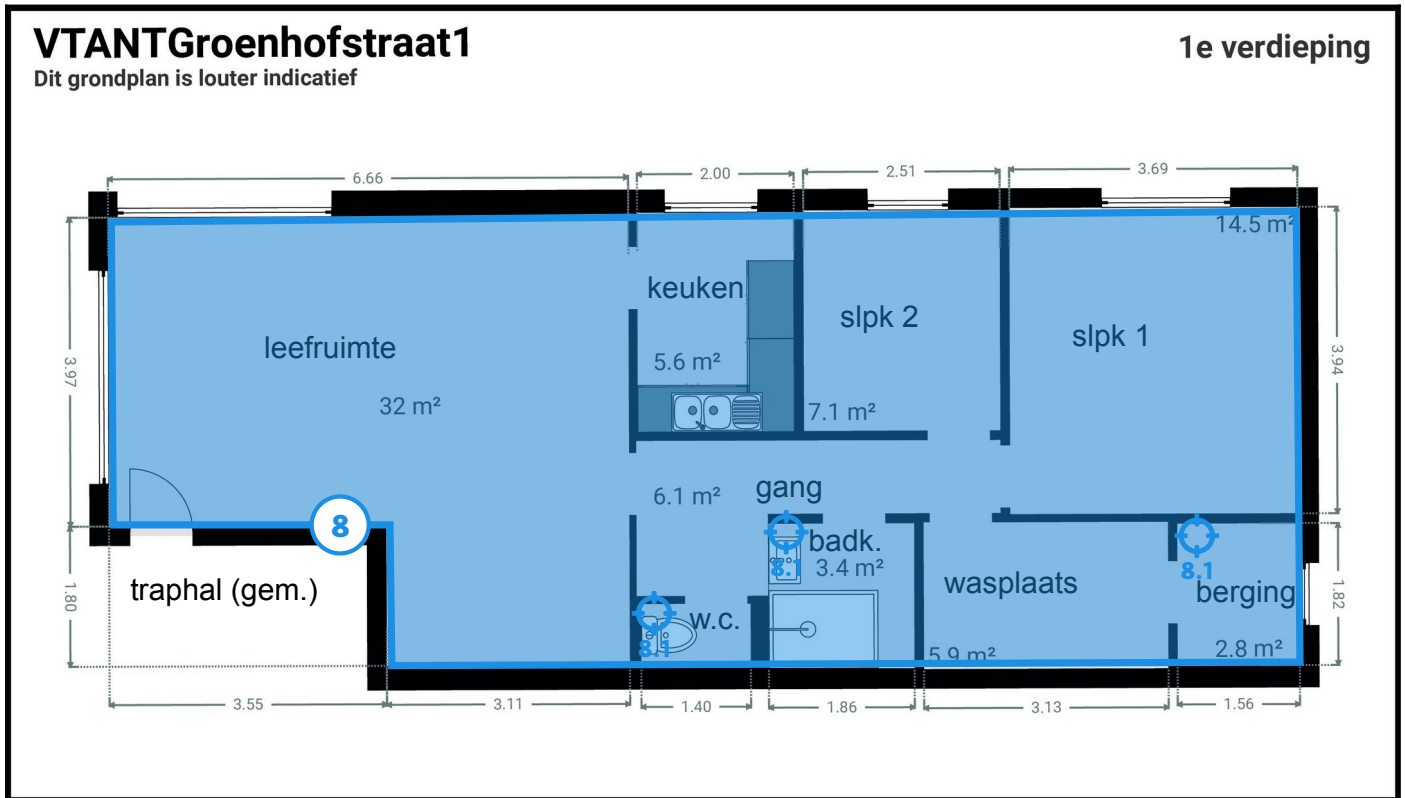 VTANTGroenhofstraat1
1e verdieping
Dit grondplan is louter indicatief
6.66
2.00
2.51
3.69
14.5 m²
keuken
slpk 2
slpk 1
leefruimte
3.97
5.6 m²
3.94
32 m²
7.1 m²
6.1 m²
gang
8
badk.
8.1
3.4 m²
8.1
wasplaats
berging
traphal (gem.)
1.80
1.82
w.c.
8.1
5.9 m²
2.8 m²
3.55
3.11
1.40
1.86
3.13
1.56